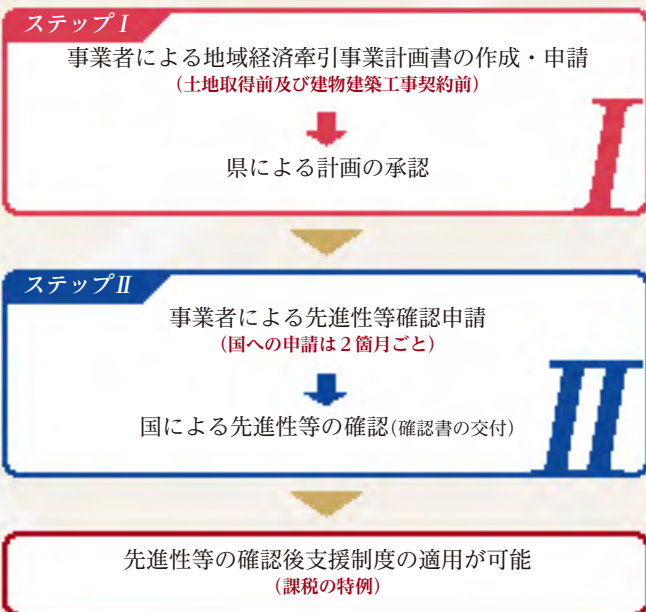 ステップⅠ
事業者による地域経済牽引事業計画書の作成・申請
(土地取得前及び建物建築工事契約前)
県による計画の承認
Ⅰ
ステップⅡ
事業者による先進性等確認申請
(国への申請は2箇月ごと)
国による先進性等の確認(確認書の交付)
Ⅱ
先進性等の確認後支援制度の適用が可能
(課税の特例)